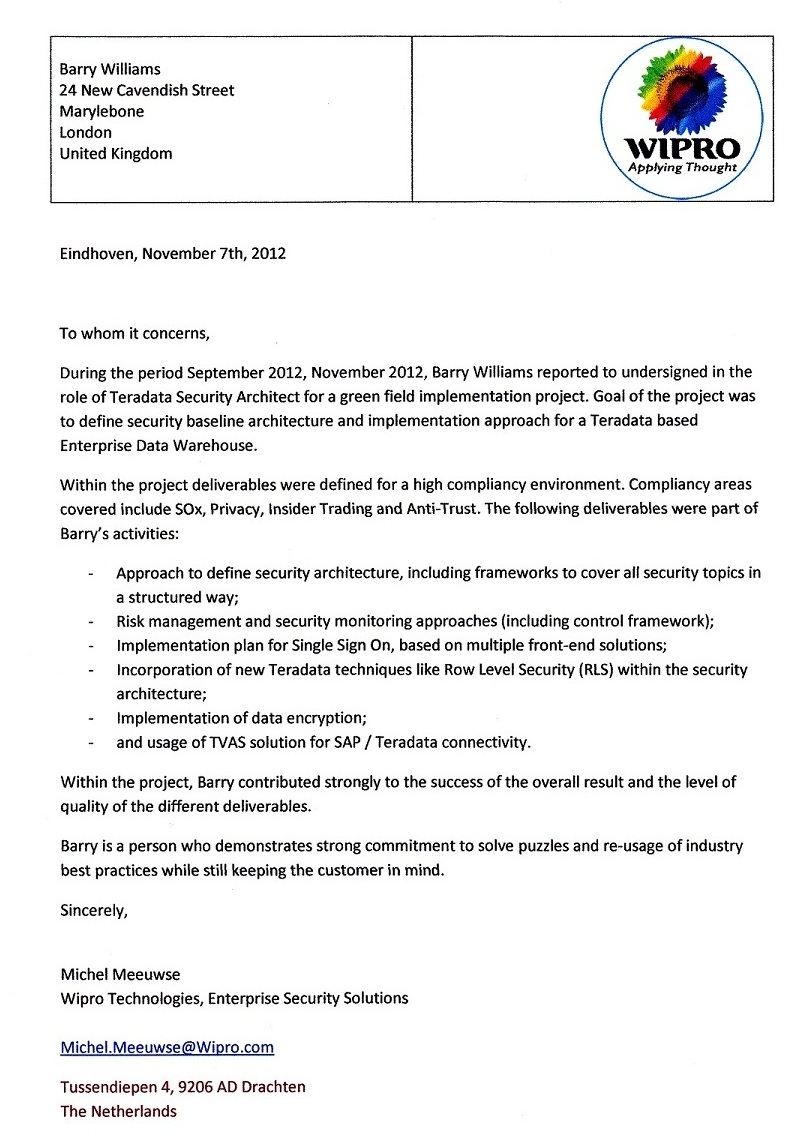 Barry Williams
24 New Cavendish Street
Marylebone
London
United Kingdom
WIPRO
Applying Thought
Eindhoven, November 7th, 2012
To whom it concerns,
During the period September 2012, November 2012, Barry Williams reported to undersigned in the
role of Teradata Security Architect for a green field implementation project. Goal of the project was
to define security baseline architecture and implementation approach for a Teradata based
Enterprise Data Warehouse.
Within the project deliverables were defined for a high compliancy environment. Compliancy areas
covered include SOx, Privacy, Insider Trading and Anti-Trust. The following deliverables were part of
Barry's activities:
- Approach to define security architecture, including frameworks to cover all security topics in
a structured way;
- Risk management and security monitoring approaches (including control framework);
- Implementation plan for Single Sign On, based on multiple front-end solutions;
- Incorporation of new Teradata techniques like Row Level Security (RLS) within the security
architecture;
- Implementation of data encryption;
- and usage of TVAS solution for SAP / Teradata connectivity.
Within the project, Barry contributed strongly to the success of the overall result and the level of
quality of the different deliverables.
Barry is a person who demonstrates strong commitment to solve puzzles and re-usage of industry
best practices while still keeping the customer in mind.
Sincerely,
Michel Meeuwse
Wipro Technologies, Enterprise Security Solutions
Michel.Meeuwse@Wipro.com
Tussendiepen 4, 9206 AD Drachten
The Netherlands